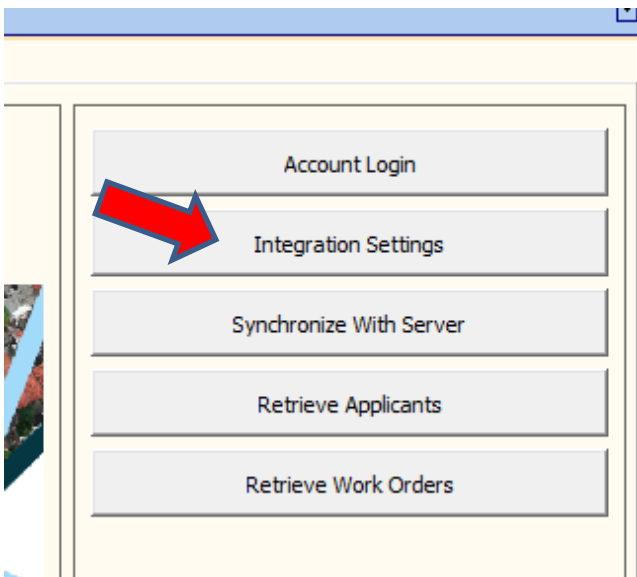 Account Login
Integration Settings
Synchronize With Server
Retrieve Applicants
Retrieve Work Orders